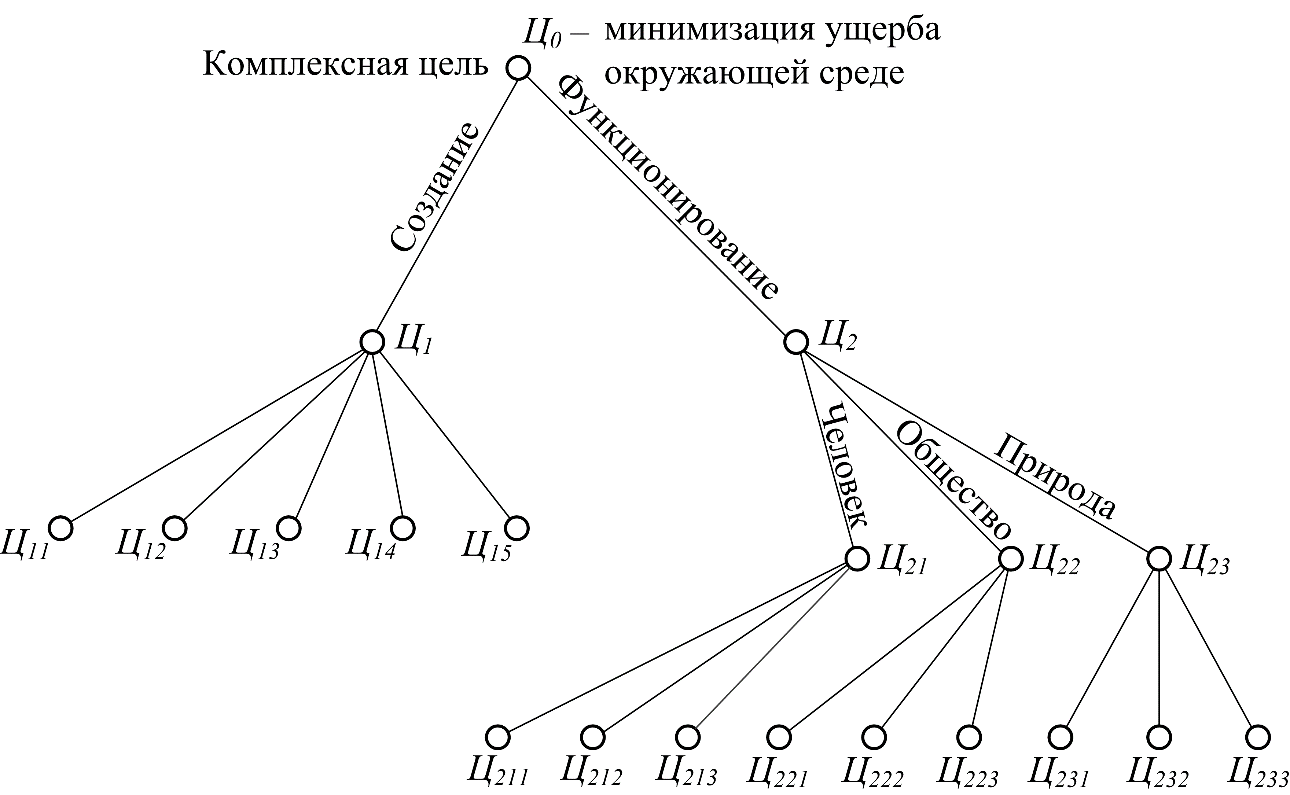 Ц0 – минимизация ущерба
Комплексная цель окружающей среде
Создание
Функционирование
Ц1
Ц2
Человек
Общество
Природа
Ц11 Ц12 Ц13 Ц14 Ц15
Ц21 Ц22 Ц23
Ц211 Ц212 Ц213 Ц221 Ц222 Ц223 Ц231 Ц232 Ц233